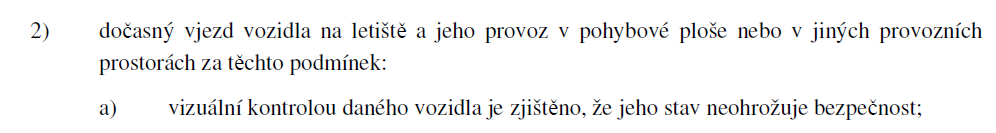 2) dočasný vjezd vozidla na letiště a jeho provoz v pohybové ploše nebo v jiných provozních
prostorách za těchto podmínek:
a) vizuální kontrolou daného vozidla je zjištěno, že jeho stav neohrožuje bezpečnost;